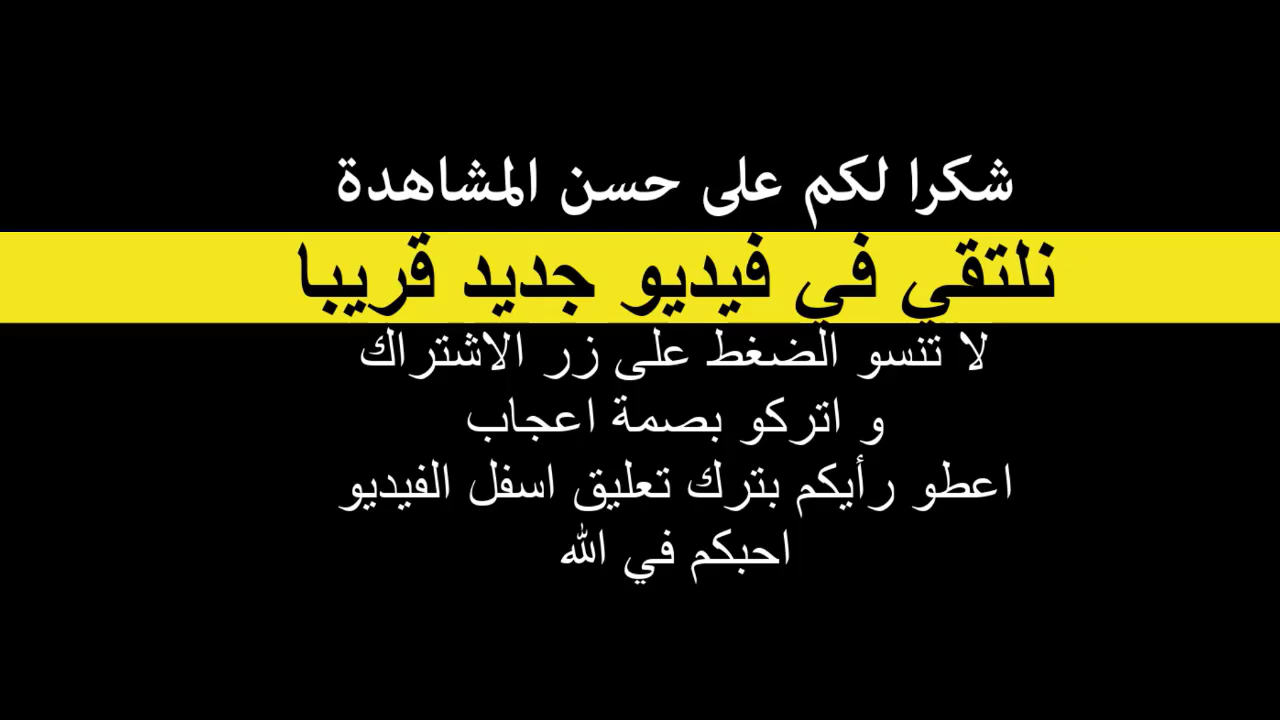 شكرا لكم على حسن المشاهدة
نلتقي في فيديو جديد قريبا
لا تنسو الضغط على زر الاشتراك
و اتركو بصمة اعجاب
اعطو رأيكم بترك تعليق اسفل الفيديو
احبكم في الله